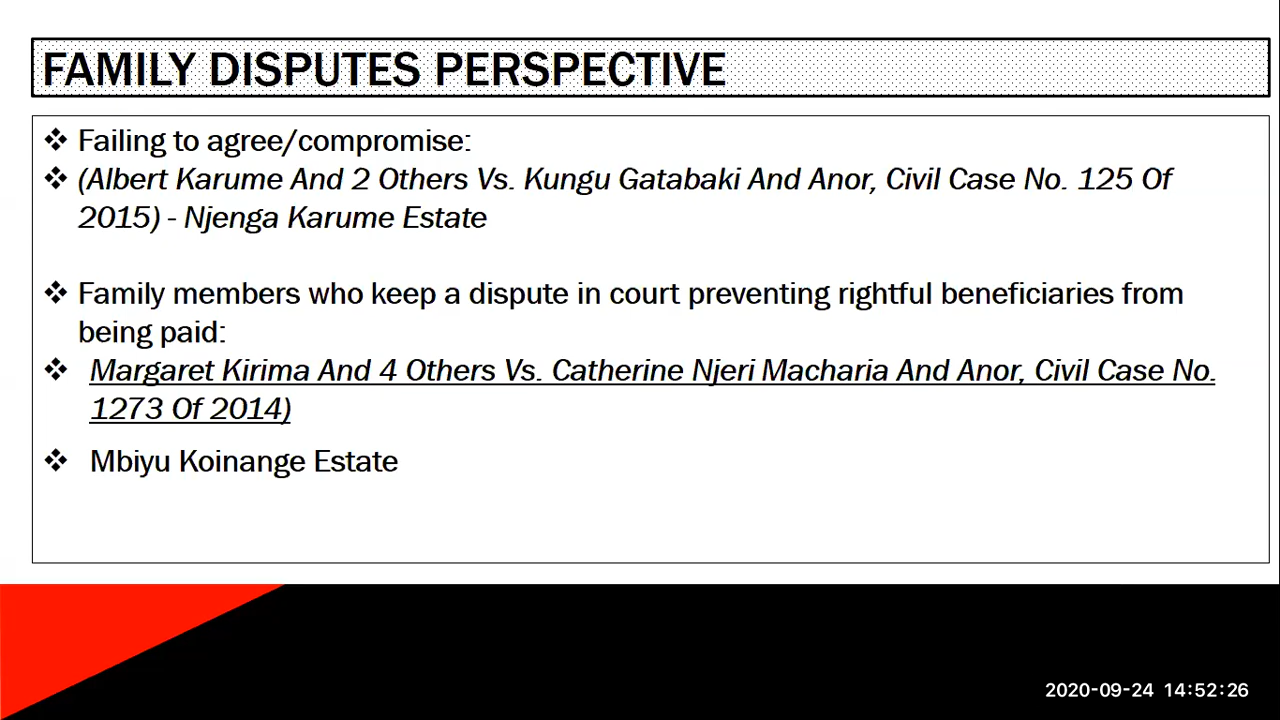 FAMILY DISPUTES PERSPECTIVE
❖ Failing to agree/compromise:
❖ (Albert Karume And 2 Others Vs. Kungu Gatabaki And Anor, Civil Case No. 125 Of
2015) - Njenga Karume Estate
❖ Family members who keep a dispute in court preventing rightful beneficiaries from
being paid:
❖ Margaret Kirima And 4 Others Vs. Catherine Njeri Macharia And Anor, Civil Case No.
1273 Of 2014)
❖ Mbiyu Koinange Estate
2020-09-24 14:52:26